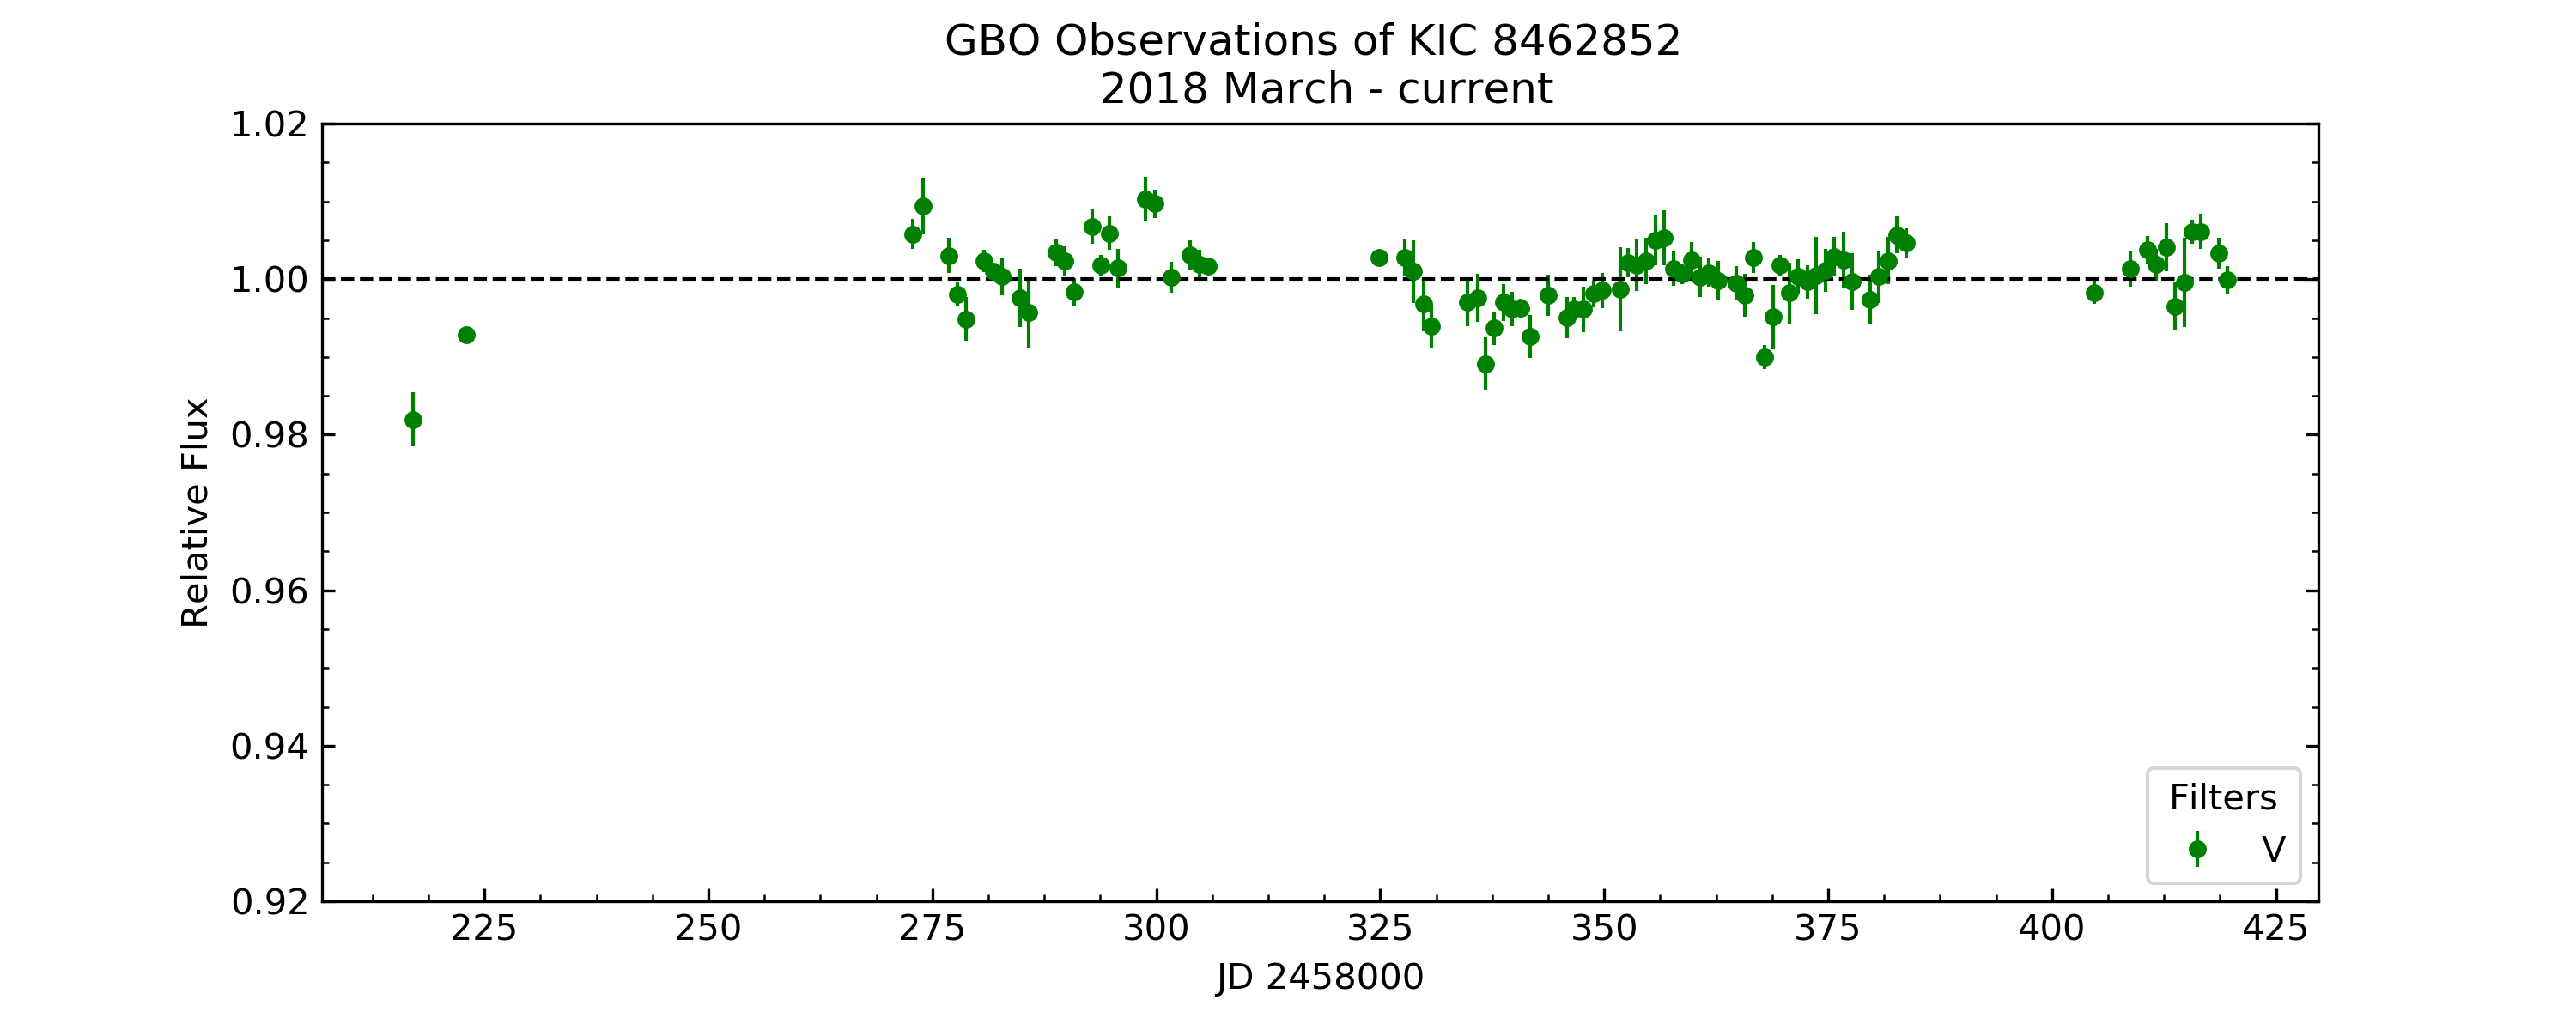 GBO Observations of KIC 8462852
2018 March - current
1.02
1.00
0.98
0.96
0.94
0.92
Relative Flux
Filters
V
225 250 275 300 325 350 375 400 425
JD 2458000